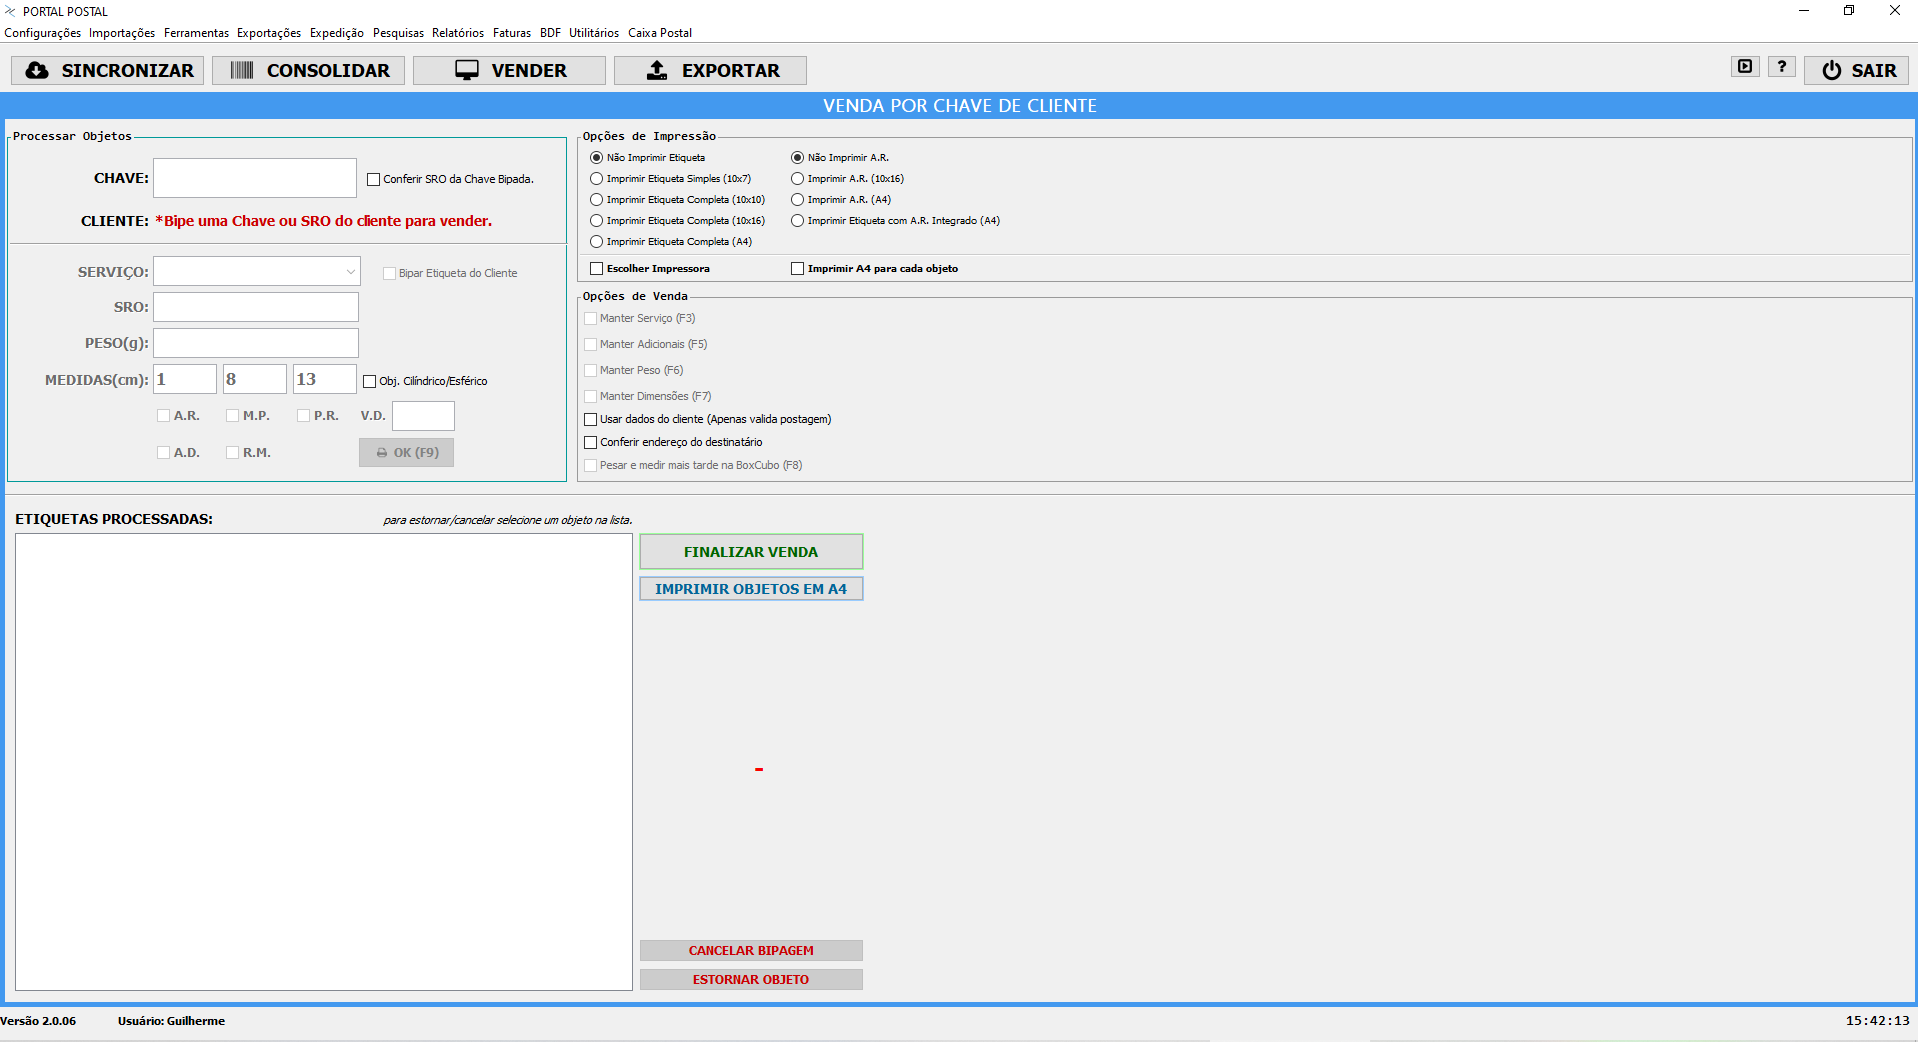 PORTAL POSTAL
Configurações Importações Ferramentas Exportações Expedição Pesquisas Relatórios Faturas BDF Utilitários Caixa Postal
SINCRONIZAR CONSOLIDAR VENDER EXPORTAR ? SAIR
VENDA POR CHAVE DE CLIENTE
Processar Objetos
CHAVE: Conferir SRO da Chave Bipada.
CLIENTE: *Bipe uma Chave ou SRO do cliente para vender.
SERVIÇO: Bipar Etiqueta do Cliente
SRO:
PESO(g):
MEDIDAS(cm): 1 8 13 Obj. Cilíndrico/Esférico
A.R. M.P. P.R. V.D.
A.D. R.M. OK (F9)
Opções de Impressão
Não Imprimir Etiqueta Não Imprimir A.R.
Imprimir Etiqueta Simples (10x7) Imprimir A.R. (10x16)
Imprimir Etiqueta Completa (10x10) Imprimir A.R. (A4)
Imprimir Etiqueta Completa (10x16) Imprimir Etiqueta com A.R. Integrado (A4)
Imprimir Etiqueta Completa (A4)
Escolher Impressora Imprimir A4 para cada objeto
Opções de Venda
Manter Serviço (F3)
Manter Adicionais (F5)
Manter Peso (F6)
Manter Dimensões (F7)
Usar dados do cliente (Apenas valida postagem)
Conferir endereço do destinatário
Pesar e medir mais tarde na BoxCubo (F8)
ETIQUETAS PROCESSADAS: para estornar/cancelar selecione um objeto na lista.
FINALIZAR VENDA
IMPRIMIR OBJETOS EM A4
-
CANCELAR BIPAGEM
ESTORNAR OBJETO
Versão 2.0.06 Usuário: Guilherme 15:42:13